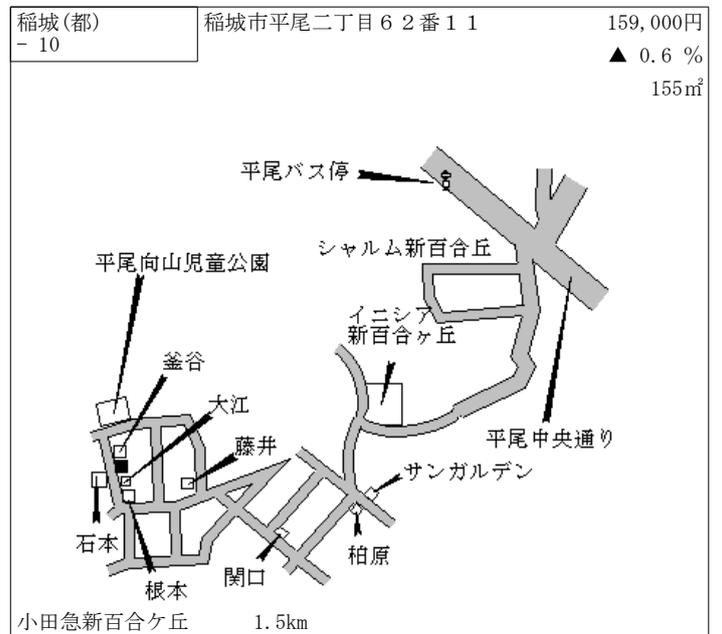 稲城(都)
- 10
稲城市平尾二丁目６２番１１
159,000円
▲ 0.6 %
155㎡
平尾バス停
シャルム新百合丘
平尾向山児童公園
イニシア
新百合ヶ丘
釜谷
大江
藤井
平尾中央通り
サンガルデン
石本
柏原
根本
関口
小田急新百合ケ丘 1.5km